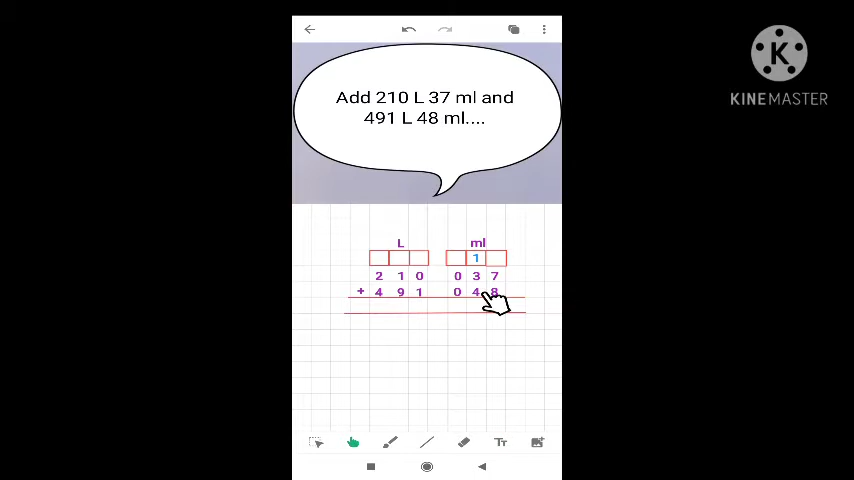 Add 210 L 37 ml and
491 L 48 ml....
KINEMASTER
L ml
1
2 1 0 0 3 7
+ 4 9 1 0 4 8
Tт